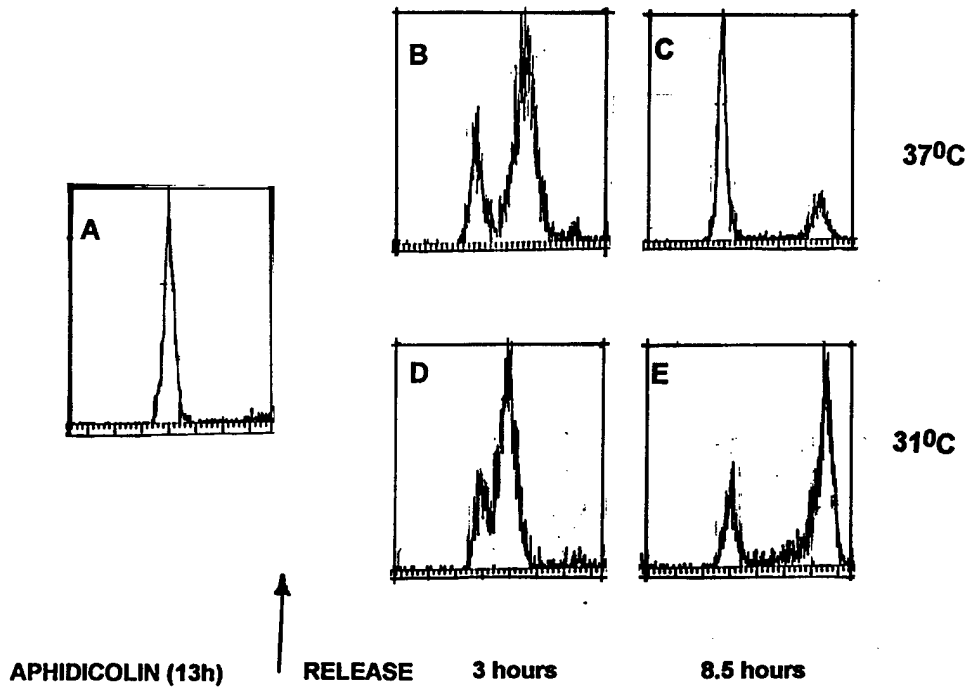 B
C
37⁰C
A
D
E
31⁰C
APHIDICOLIN (13h)
RELEASE
3 hours
8.5 hours